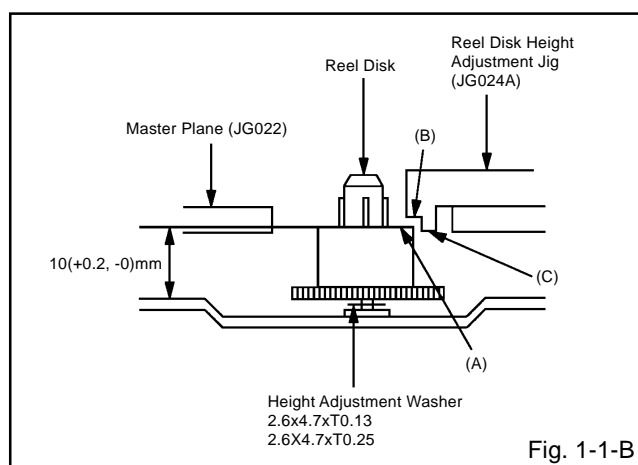 Reel Disk Height
Adjustment Jig
(JG024A)
Reel Disk
Master Plane (JG022)
(B)
10(+0.2, -0)mm
(C)
(A)
Height Adjustment Washer
2.6x4.7xT0.13
2.6X4.7xT0.25
Fig. 1-1-B